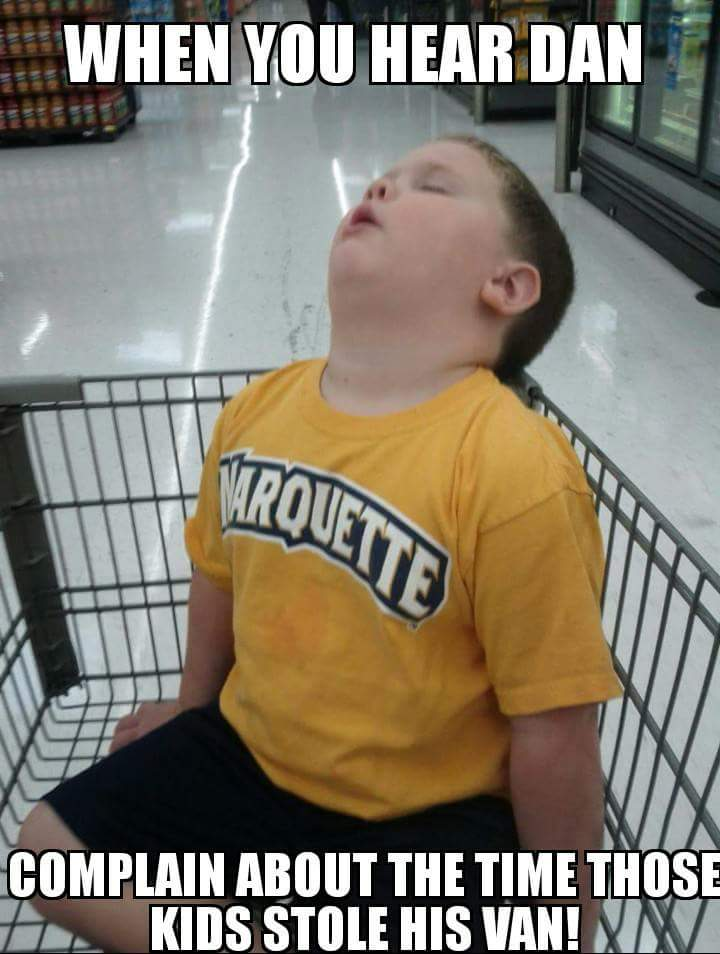 WHEN YOU HEAR DAN
MARQUETTE
COMPLAIN ABOUT THE TIME THOSE
KIDS STOLE HIS VAN!